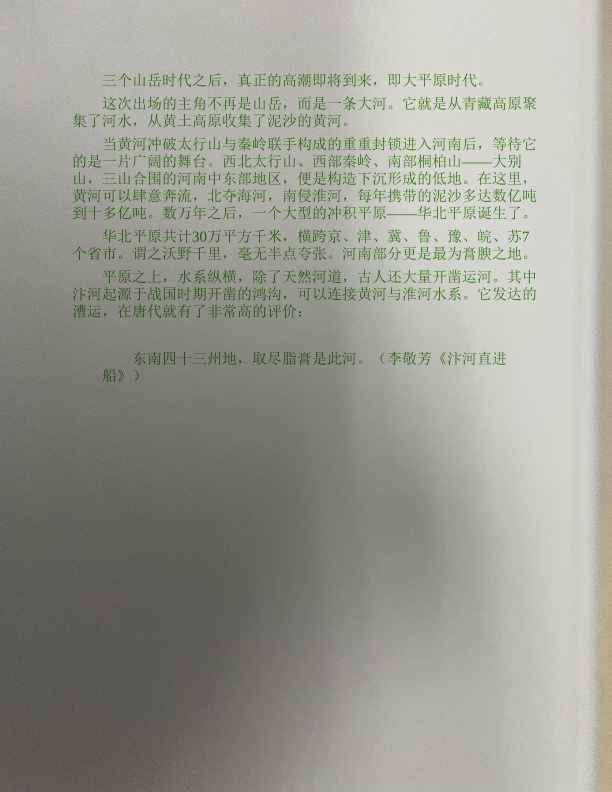 三个山岳时代之后，真正的高潮即将到来，即大平原时代。
这次出场的主角不再是山岳，而是一条大河。它就是从青藏高原聚
集了河水，从黄土高原收集了泥沙的黄河。
当黄河冲破太行山与秦岭联手构成的重重封锁进入河南后，等待它
的是一片广阔的舞台。西北太行山、西部秦岭、南部桐柏山——大别
山，三山合围的河南中东部地区，便是构造下沉形成的低地。在这里，
黄河可以肆意奔流，北夺海河，南侵淮河，每年携带的泥沙多达数亿吨
到十多亿吨。数万年之后，一个大型的冲积平原——华北平原诞生了。
华北平原共计30万平方千米，横跨京、津、冀、鲁、豫、皖、苏7
个省市。谓之沃野千里，毫无半点夸张。河南部分更是最为膏腴之地。
平原之上，水系纵横，除了天然河道，古人还大量开凿运河。其中
汴河起源于战国时期开凿的鸿沟，可以连接黄河与淮河水系。它发达的
漕运，在唐代就有了非常高的评价：
东南四十三州地，取尽脂膏是此河。（李敬芳《汴河直进
船》）